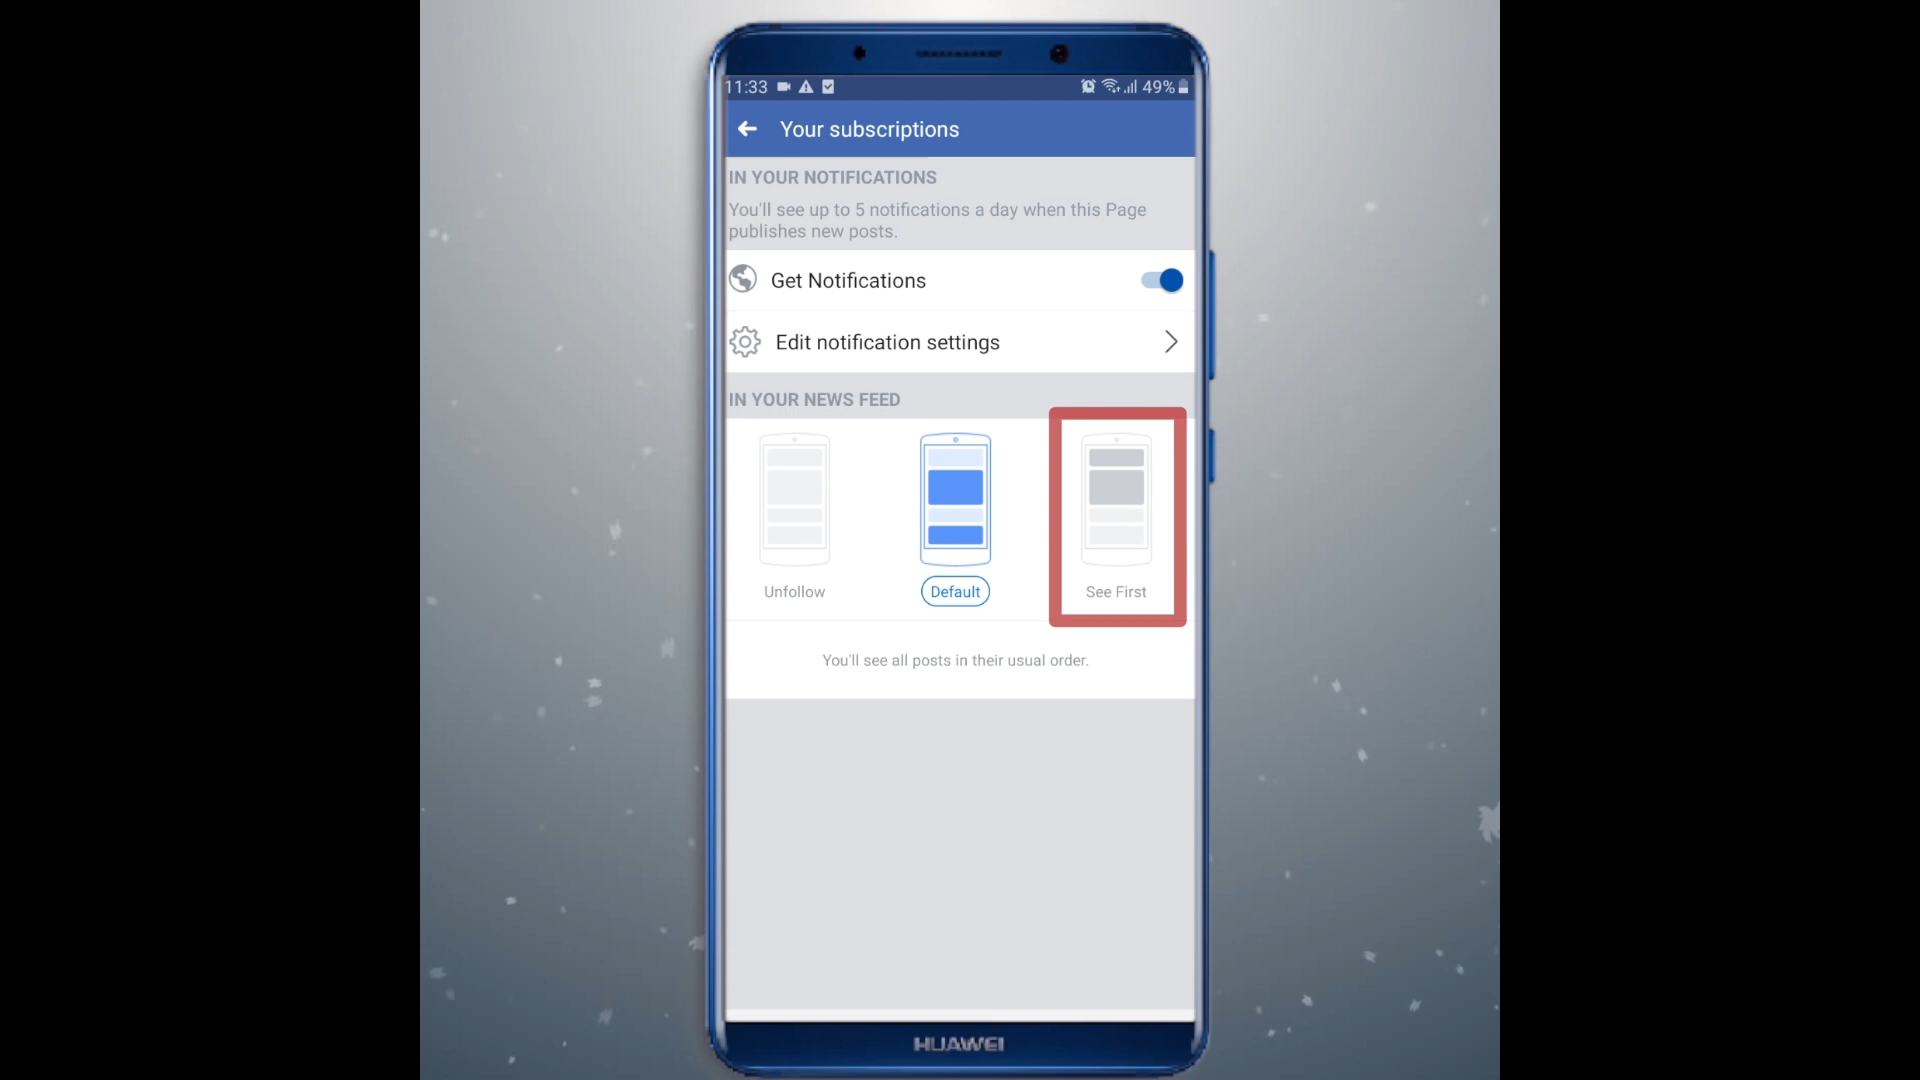 11:33 49%
Your subscriptions
IN YOUR NOTIFICATIONS
You'll see up to 5 notifications a day when this Page
publishes new posts.
Get Notifications
Edit notification settings
IN YOUR NEWS FEED
Unfollow Default See First
You'll see all posts in their usual order.
HUAWEI